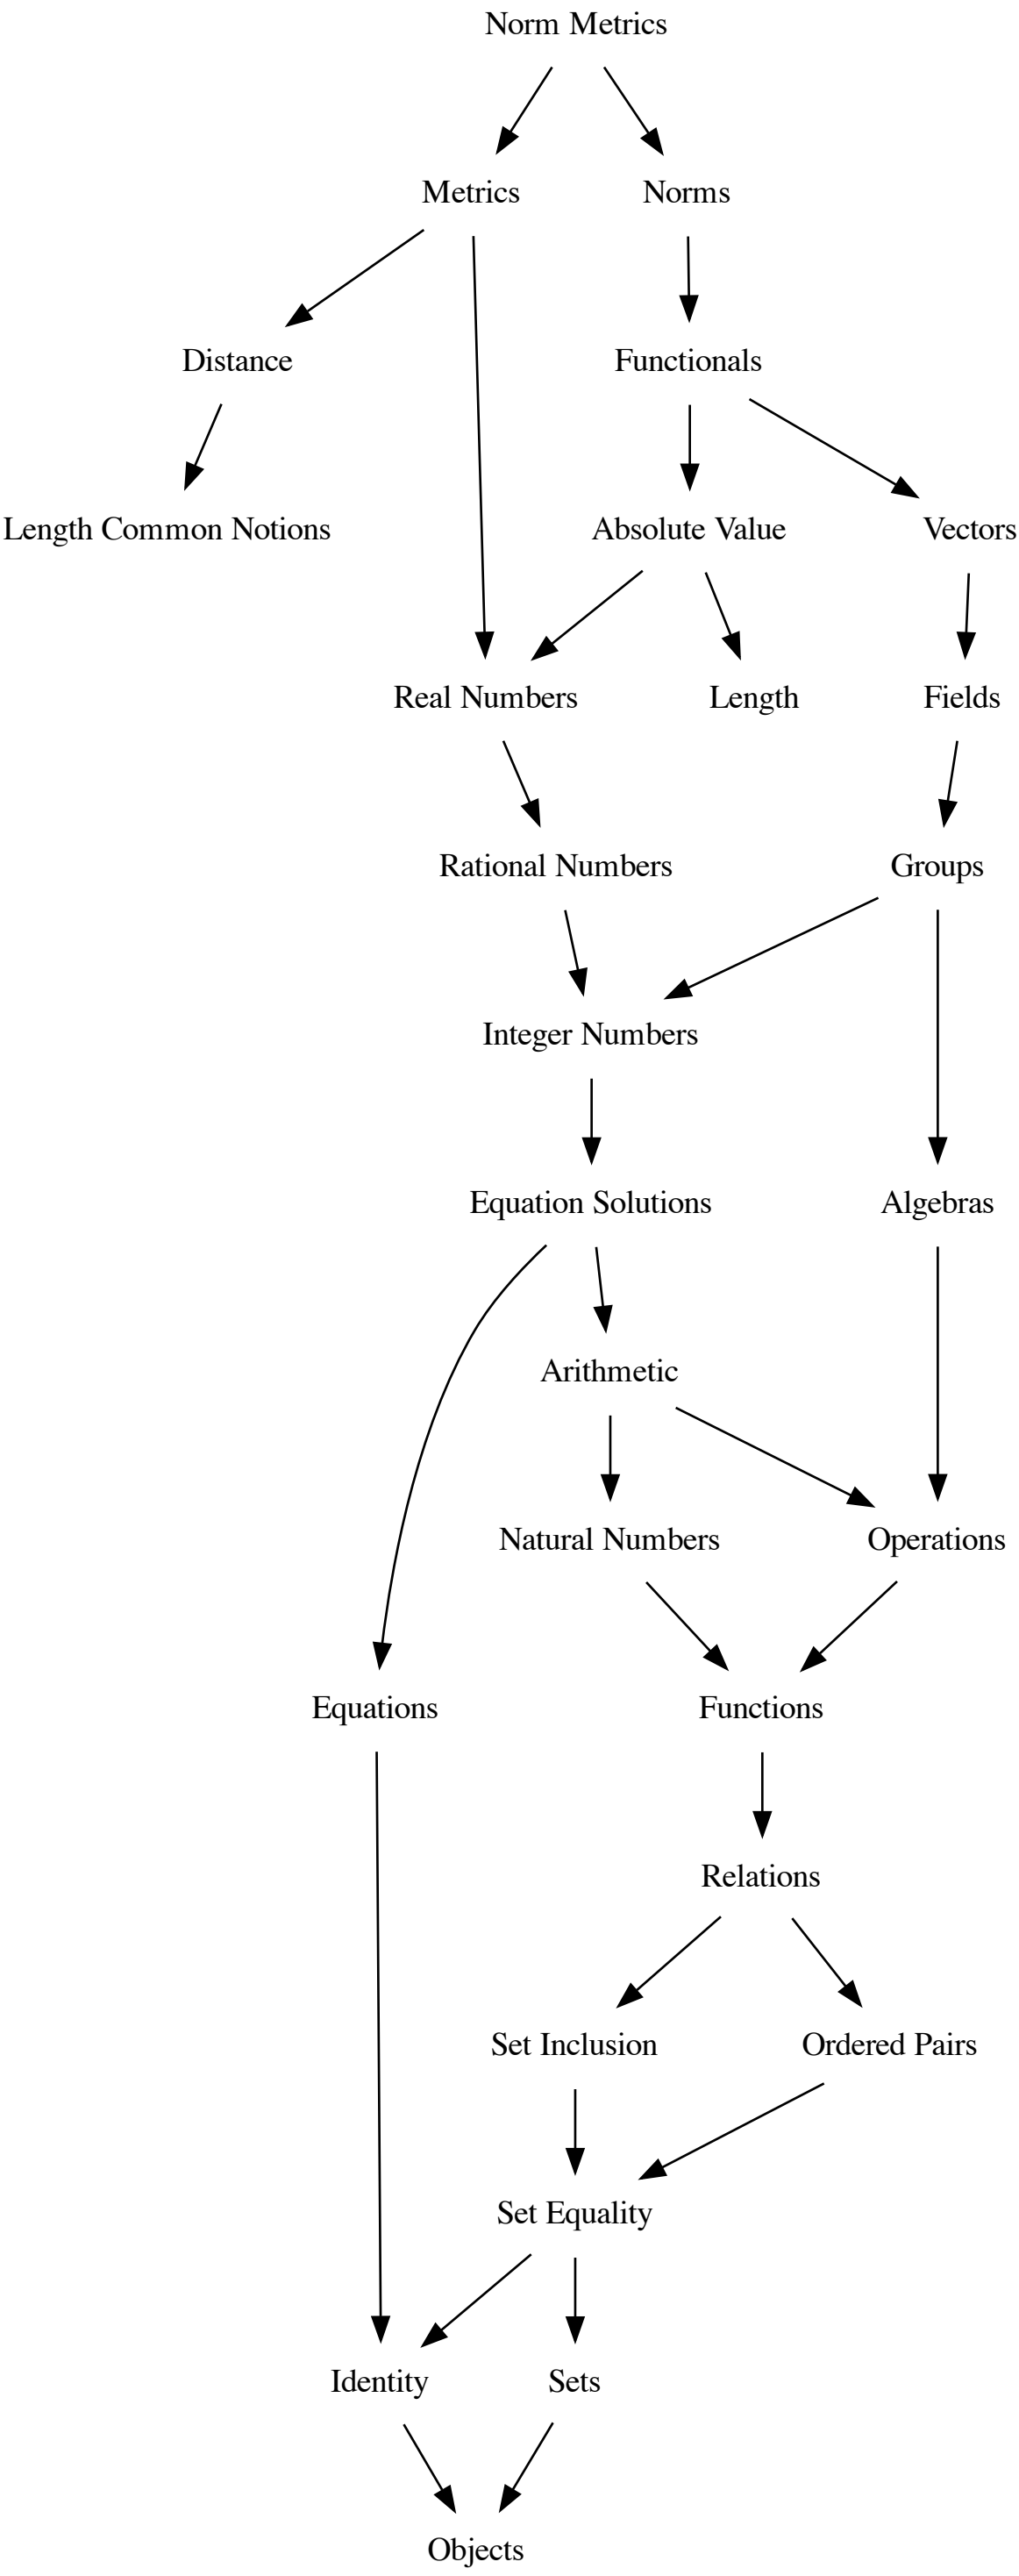 Norm Metrics
Metrics
Norms
Distance
Functionals
Length Common Notions
Absolute Value
Vectors
Real Numbers
Length
Fields
Rational Numbers
Groups
Integer Numbers
Equation Solutions
Algebras
Arithmetic
Natural Numbers
Operations
Equations
Functions
Relations
Set Inclusion
Ordered Pairs
Set Equality
Identity
Sets
Objects